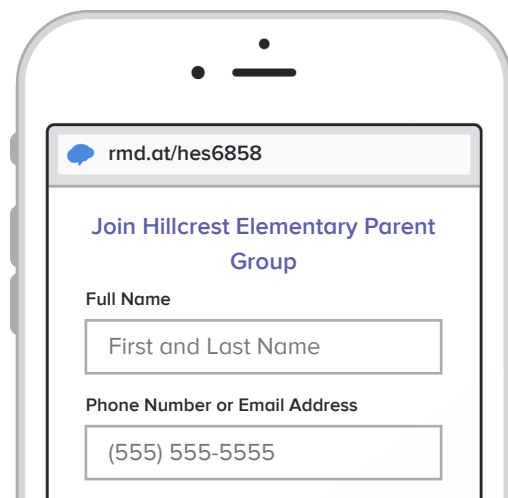 rmd.at/hes6858
Join Hillcrest Elementary Parent
Group
Full Name
First and Last Name
Phone Number or Email Address
(555) 555-5555